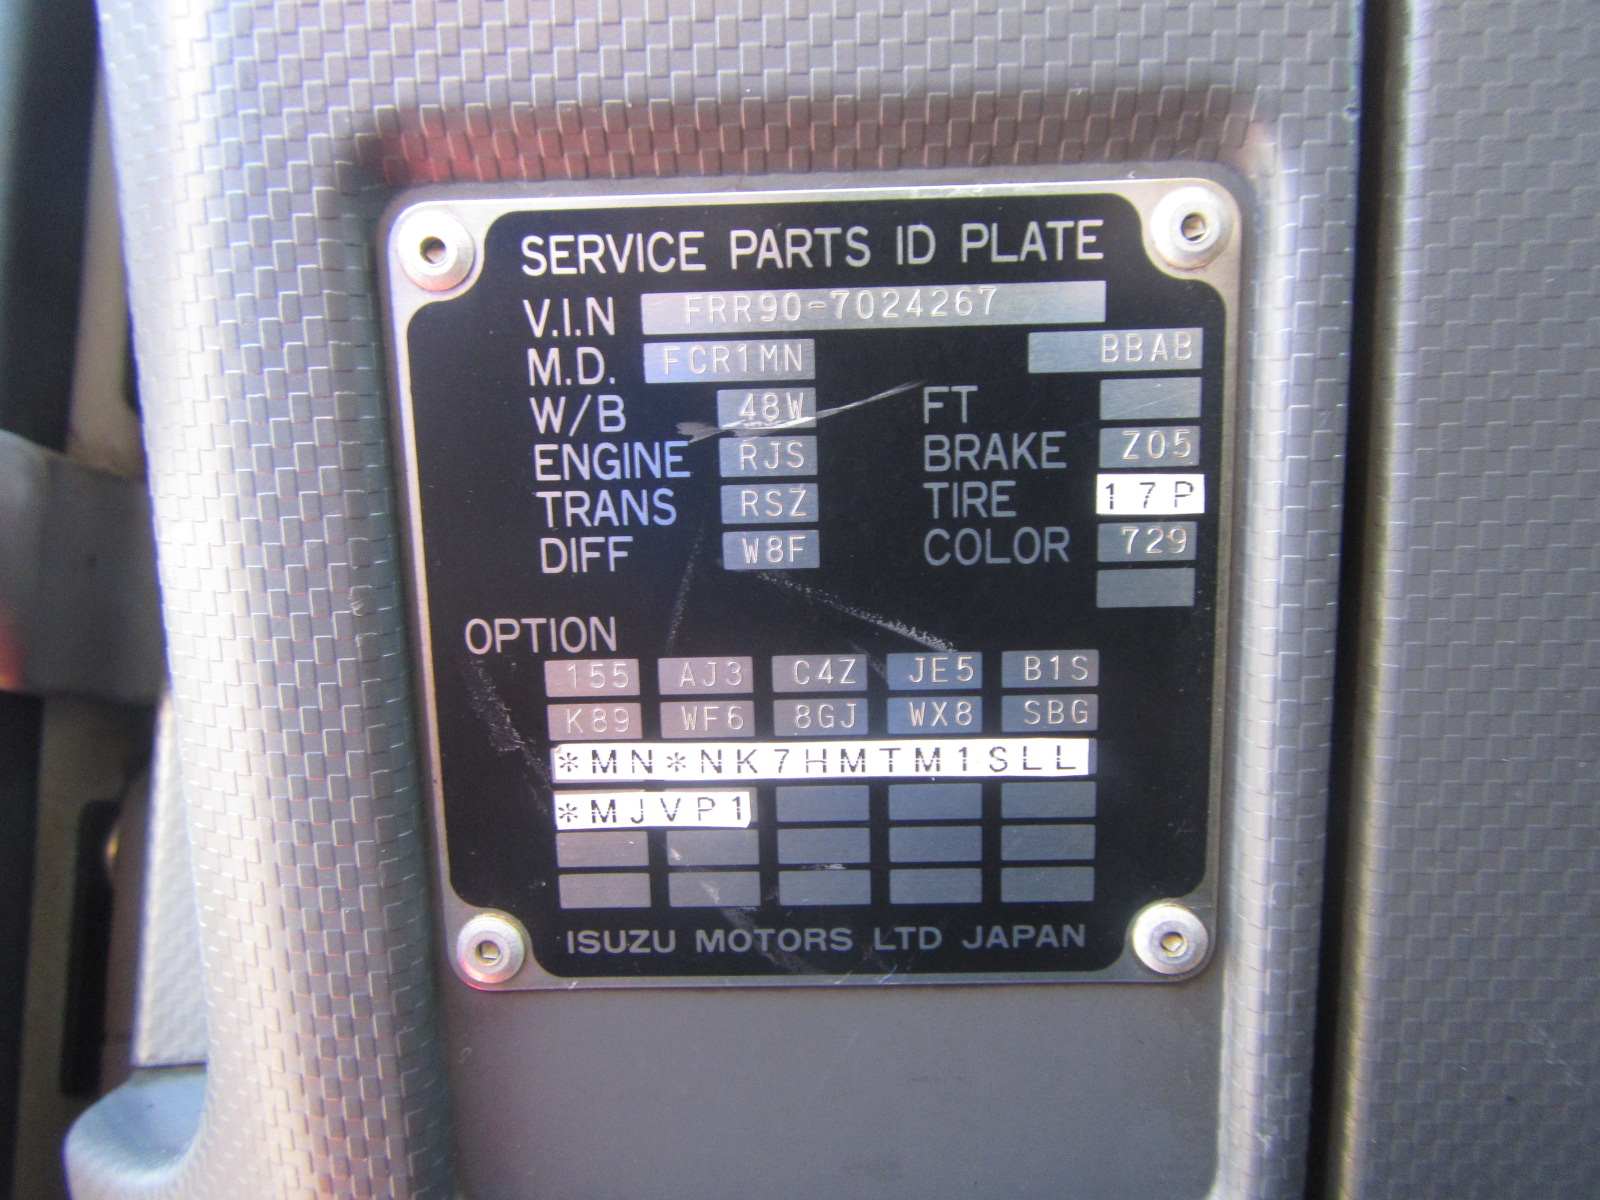 SERVICE PARTS ID PLATE
V.I.N FRR90-7024267
M.D. FCR1MN BBAB
W/B 48W FT
ENGINE RJS BRAKE Z05
TRANS RSZ TIRE 17P
DIFF W8F COLOR 729
OPTION
155 AJ3 C4Z JE5 B1S
K89 WF6 8GJ WX8 SBG
*MN*NK7HMTM1SLL
*MJVP1
ISUZU MOTORS LTD JAPAN